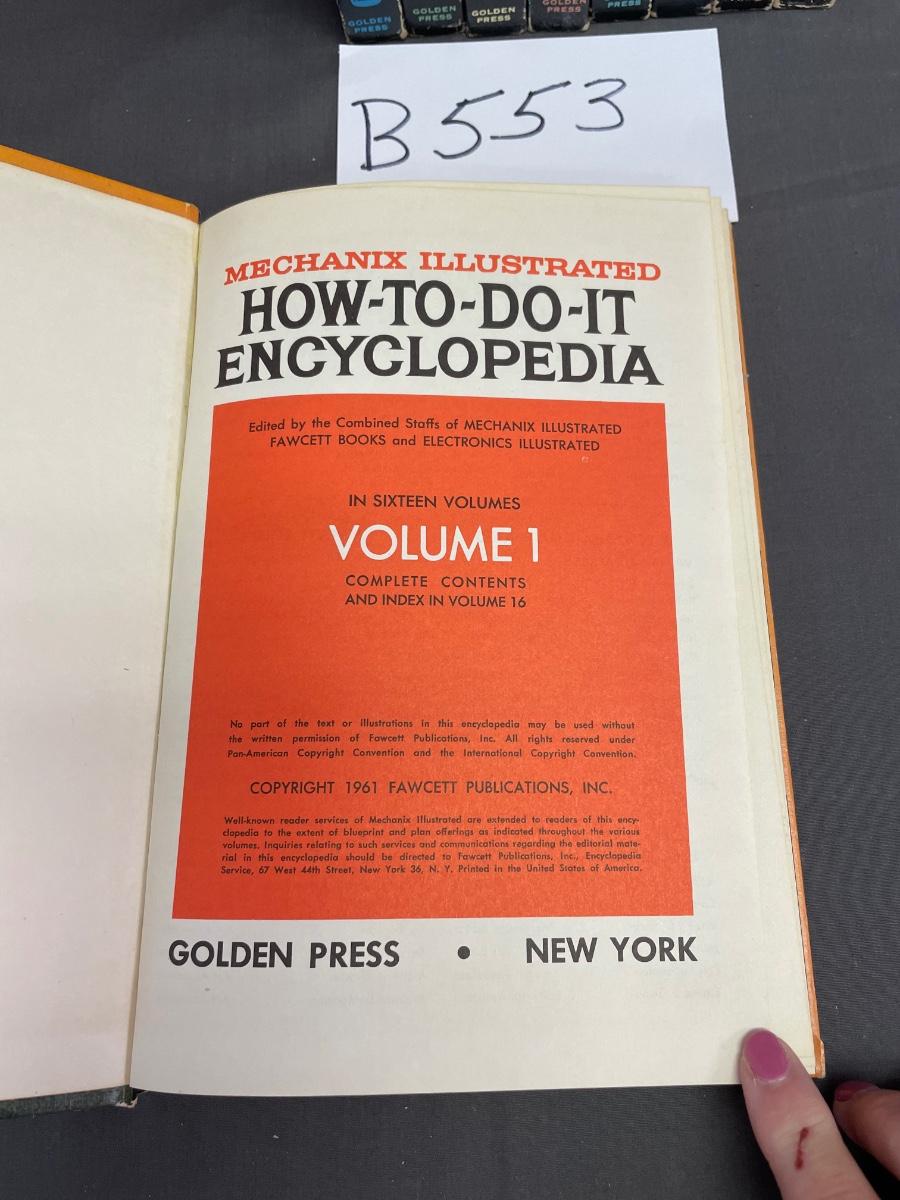 GOLDEN PRESS
GOLDEN PRESS
GOLDEN PRESS
GOLDEN PRESS
PRESS
B553
MECHANIX ILLUSTRATED
HOW-TO-DO-IT
ENCYCLOPEDIA
Edited by the Combined Staffs of MECHANIX ILLUSTRATED
FAWCETT BOOKS and ELECTRONICS ILLUSTRATED
IN SIXTEEN VOLUMES
VOLUME 1
COMPLETE CONTENTS
AND INDEX IN VOLUME 16
No part of the text or illustrations in this encyclopedia may be used without
the written permission of Fawcett Publications, Inc. All rights reserved under
Pan-American Copyright Convention and the International Copyright Convention.
COPYRIGHT 1961 FAWCETT PUBLICATIONS, INC.
Well-known reader services of Mechanix Illustrated are extended to readers of this ency-
clopedia to the extent of blueprint and plan offerings as indicated throughout the various
volumes. Inquiries relating to such services and communications regarding the editorial mate-
rial in this encyclopedia should be directed to Fawcett Publications, Inc., Encyclopedia
Service, 67 West 44th Street, New York 36, N. Y. Printed in the United States of America.
GOLDEN PRESS • NEW YORK